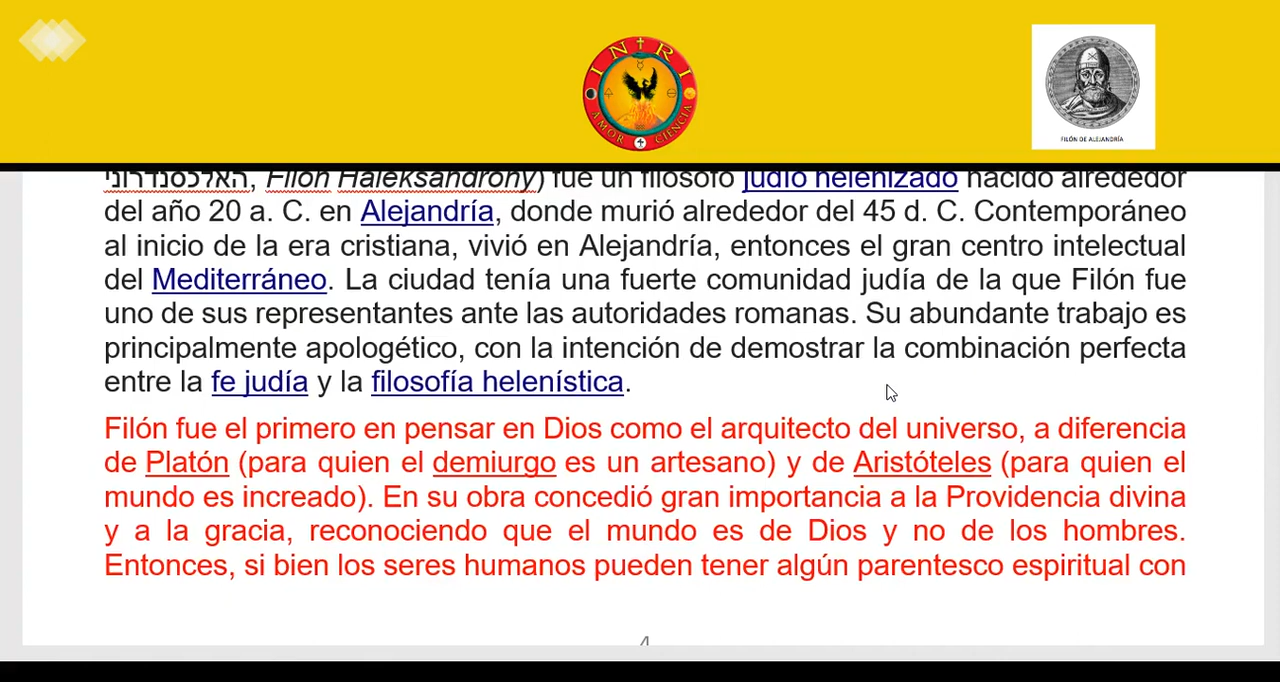 INRI
AMOR CIENCIA
FILÓN DE ALEJANDRÍA
האלכסנדרוני, Filón Haleksandrony) fue un filósofo judío helenizado nacido alrededor
del año 20 a. C. en Alejandría, donde murió alrededor del 45 d. C. Contemporáneo
al inicio de la era cristiana, vivió en Alejandría, entonces el gran centro intelectual
del Mediterráneo. La ciudad tenía una fuerte comunidad judía de la que Filón fue
uno de sus representantes ante las autoridades romanas. Su abundante trabajo es
principalmente apologético, con la intención de demostrar la combinación perfecta
entre la fe judía y la filosofía helenística.
Filón fue el primero en pensar en Dios como el arquitecto del universo, a diferencia
de Platón (para quien el demiurgo es un artesano) y de Aristóteles (para quien el
mundo es increado). En su obra concedió gran importancia a la Providencia divina
y a la gracia, reconociendo que el mundo es de Dios y no de los hombres.
Entonces, si bien los seres humanos pueden tener algún parentesco espiritual con
4